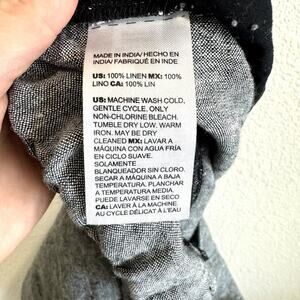 MADE IN INDIA/ HECHO EN
INDIA/ FABRIQUÉ EN INDE
US: 100% LINEN MX: 100%
LINO CA: 100% LIN
US: MACHINE WASH COLD,
GENTLE CYCLE. ONLY
NON-CHLORINE BLEACH.
TUMBLE DRY LOW. WARM
IRON. MAY BE DRY
CLEANED MX: LAVAR A
MÁQUINA CON AGUA FRÍA
EN CICLO SUAVE.
SOLAMENTE
BLANQUEADOR SIN CLORO.
SECAR A MÁQUINA A BAJA
TEMPERATURA. PLANCHAR
A TEMPERATURA MEDIA.
PUEDE LAVARSE EN SECO
CA: LAVER À LA MACHINE
AU CYCLE DÉLICAT À L'EAU